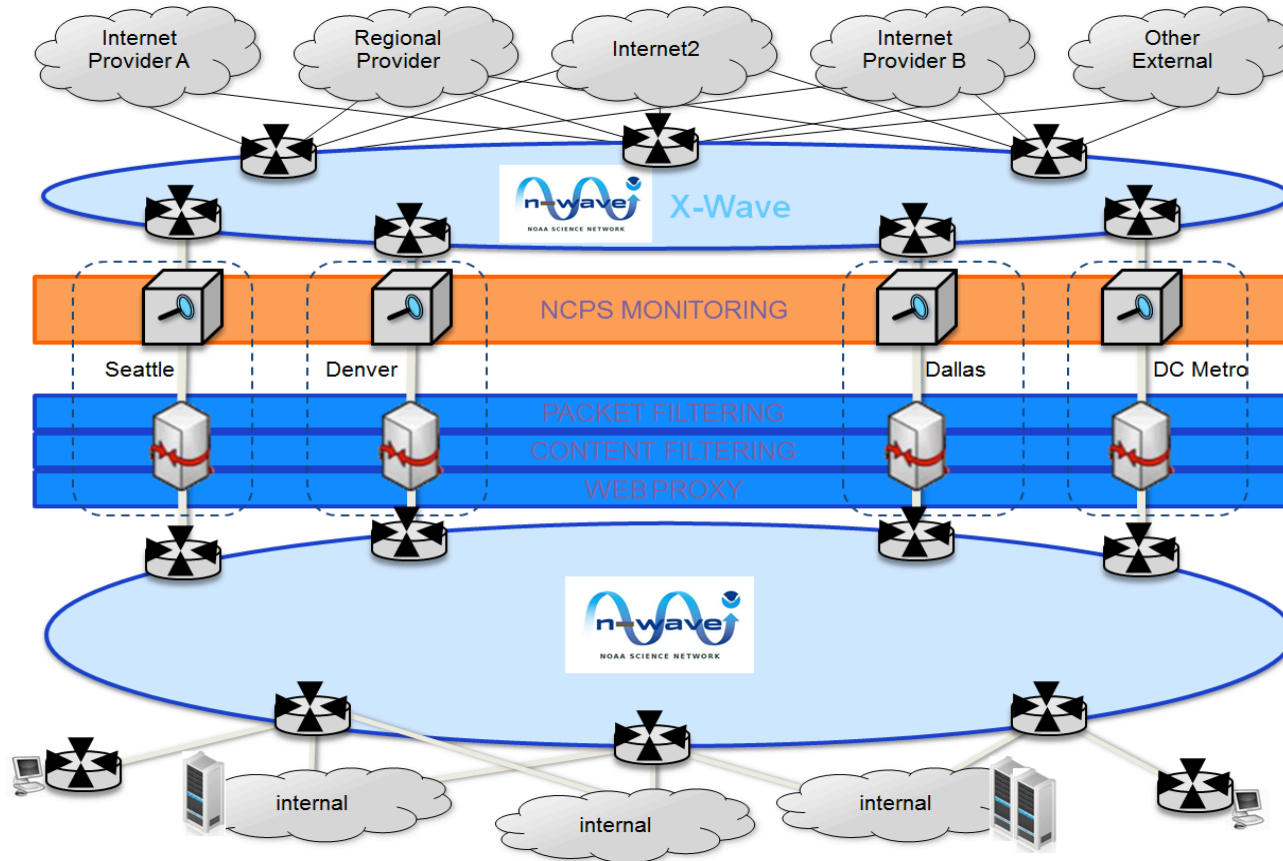 Internet
Provider A
Regional
Provider
Internet2
Internet
Provider B
Other
External
n-wave
NOAA SCIENCE NETWORK
X-Wave
NCPS MONITORING
Seattle
Denver
Dallas
DC Metro
PACKET FILTERING
CONTENT FILTERING
WEB PROXY
n-wave
NOAA SCIENCE NETWORK
internal
internal
internal